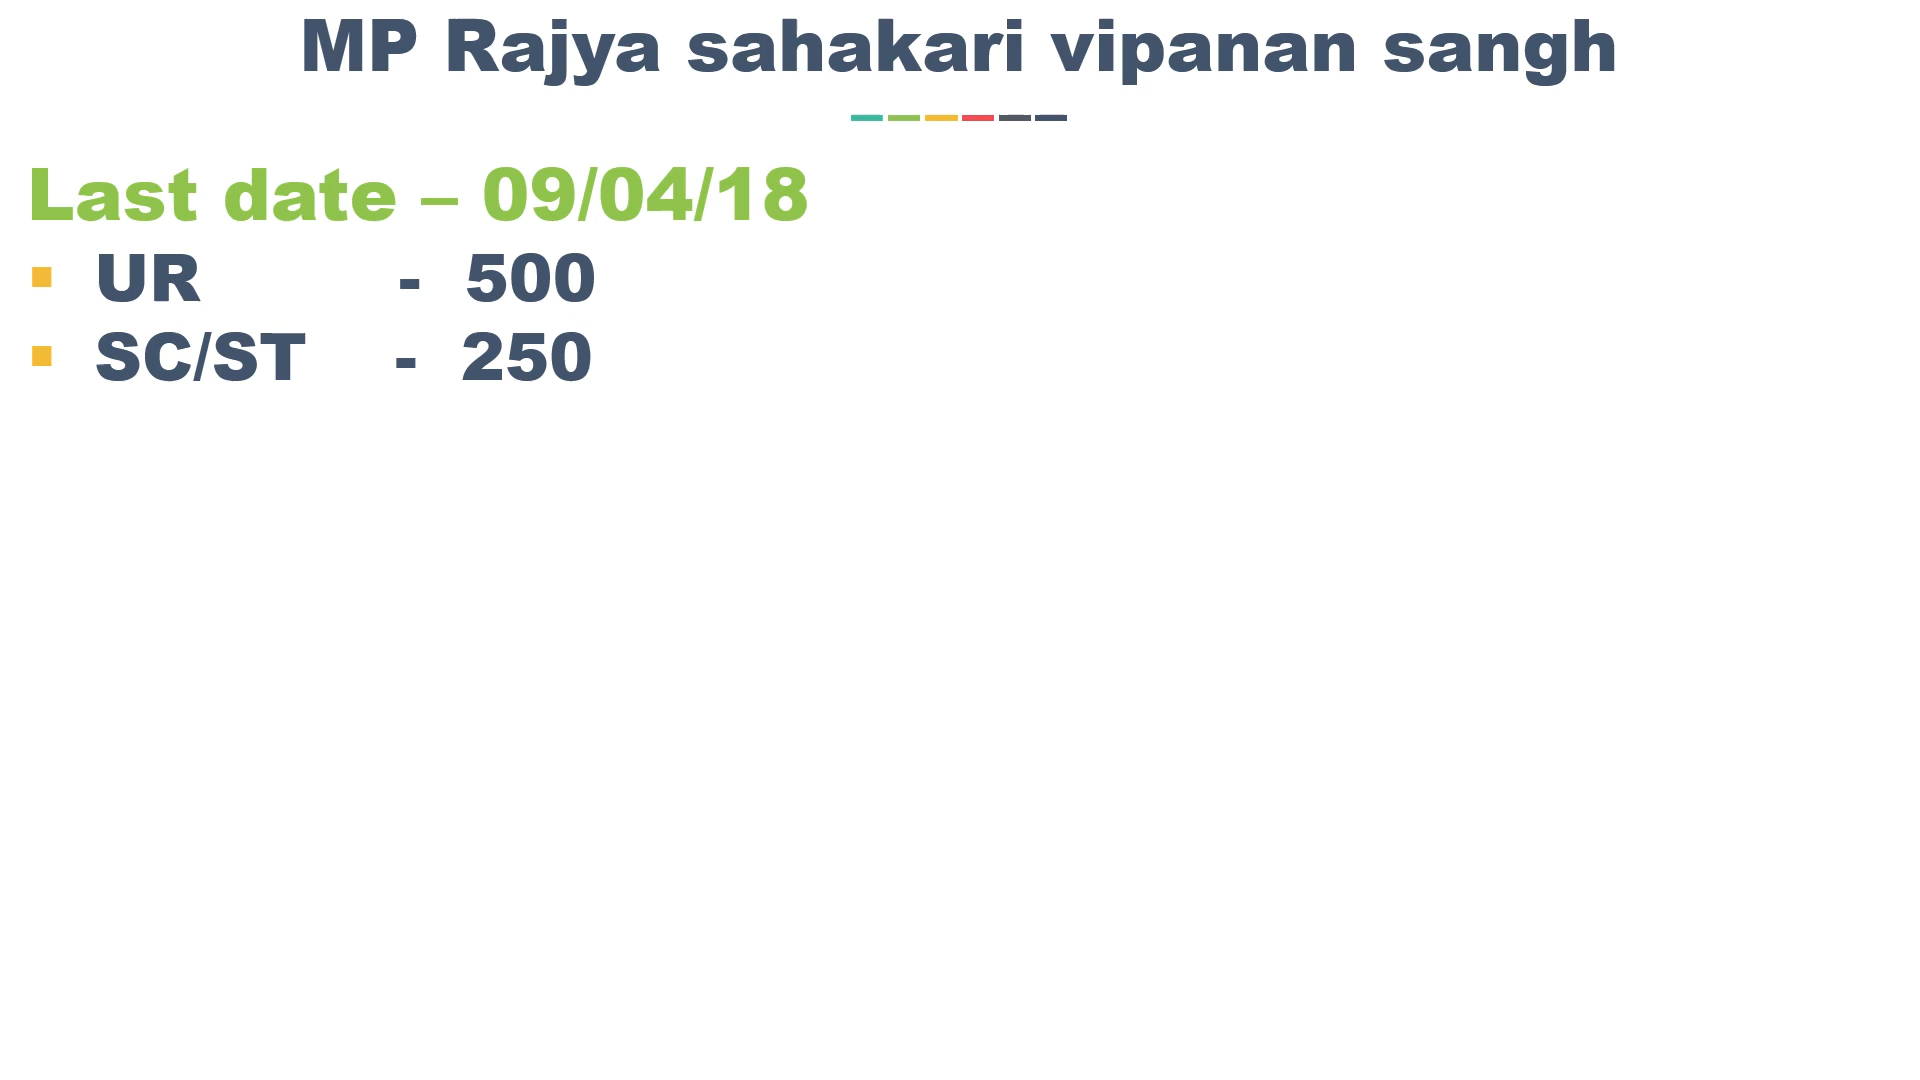 MP Rajya sahakari vipanan sangh
Last date – 09/04/18
▪ UR - 500
▪ SC/ST - 250